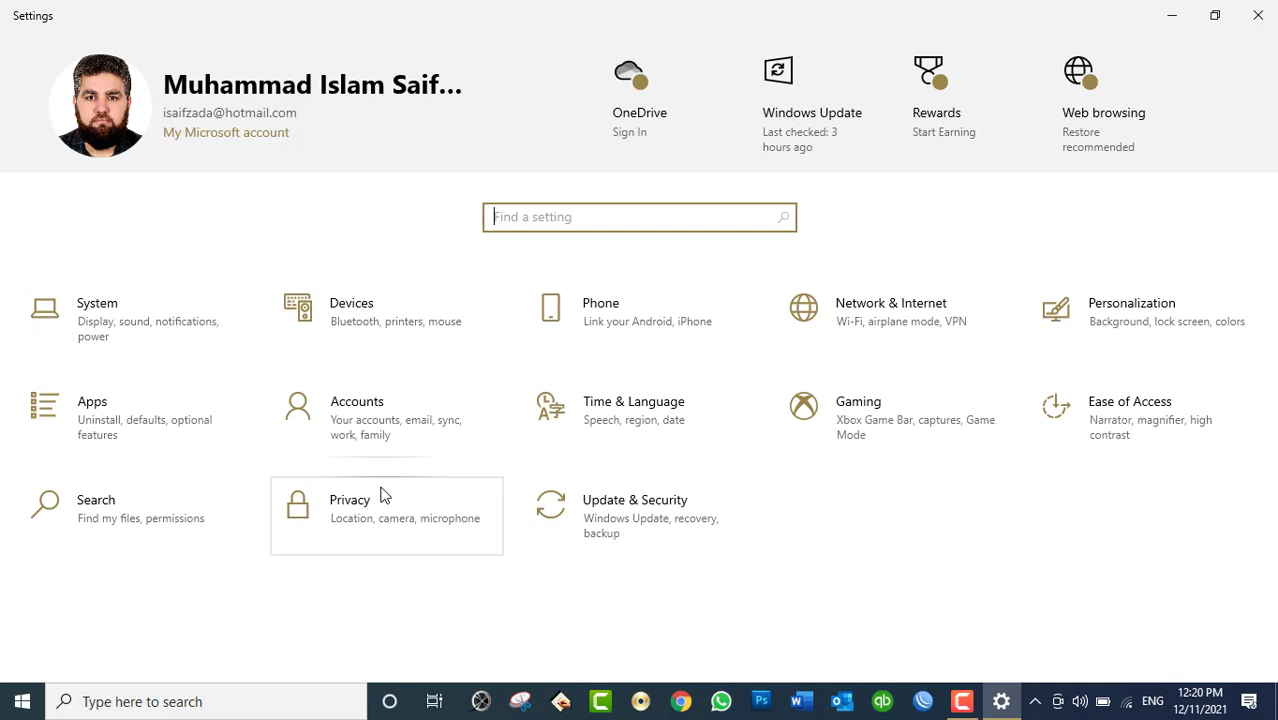 Settings
Muhammad Islam Saif...
isaifzada@hotmail.com
My Microsoft account
OneDrive
Sign In
Windows Update
Last checked: 3
hours ago
Rewards
Start Earning
Web browsing
Restore
recommended
Find a setting
System
Display, sound, notifications,
power
Devices
Bluetooth, printers, mouse
Phone
Link your Android, iPhone
Network & Internet
Wi-Fi, airplane mode, VPN
Personalization
Background, lock screen, colors
Apps
Uninstall, defaults, optional
features
Accounts
Your accounts, email, sync,
work, family
Time & Language
Speech, region, date
Gaming
Xbox Game Bar, captures, Game
Mode
Ease of Access
Narrator, magnifier, high
contrast
Search
Find my files, permissions
Privacy
Location, camera, microphone
Update & Security
Windows Update, recovery,
backup
Type here to search
Ps
W
qb
ENG
12:20 PM
12/11/2021